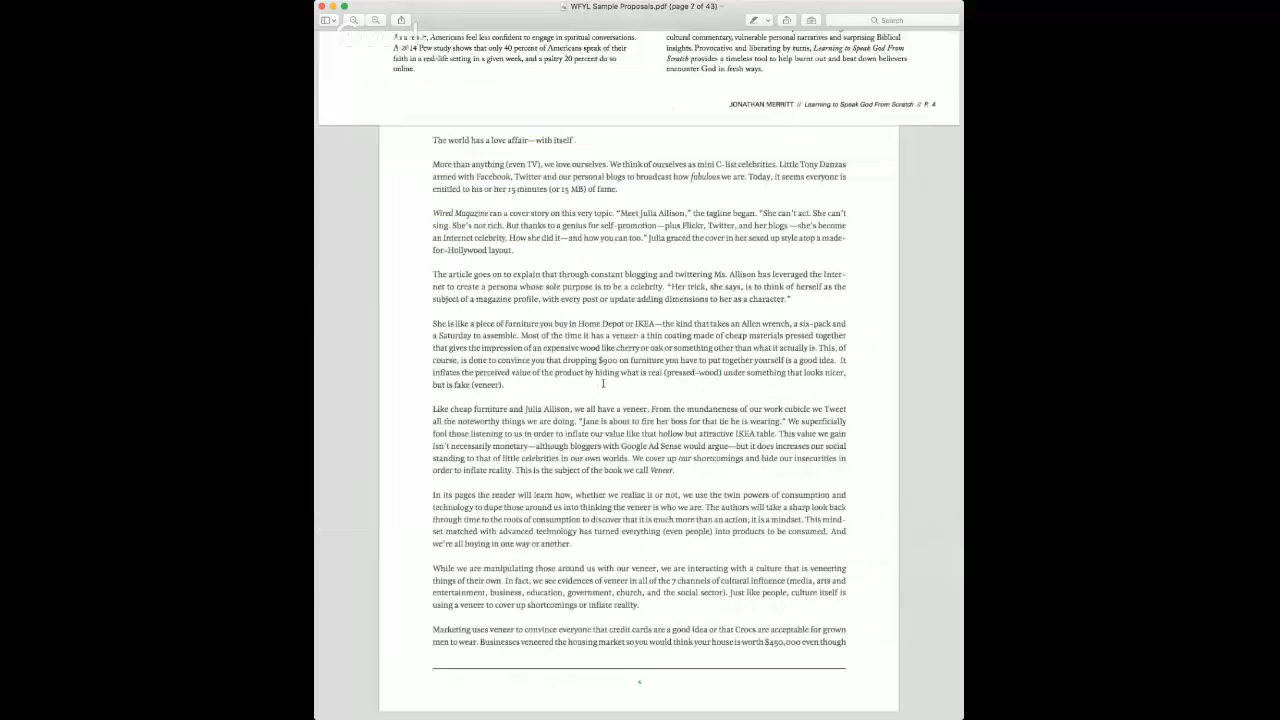 WFYL Sample Proposals.pdf (page 7 of 43)
Search
Americans feel less confident to engage in spiritual conversations.
A 2014 Pew study shows that only 40 percent of Americans speak of their
faith in a real-life setting in a given week, and a paltry 20 percent do so
online.
cultural commentary, vulnerable personal narratives and surprising Biblical
insights. Provocative and liberating by turns, Learning to Speak God From
Scratch provides a timeless tool to help burnt out and beat down believers
encounter God in fresh ways.
JONATHAN MERRITT // Learning to Speak God From Scratch // P. 4
The world has a love affair—with itself.
More than anything (even TV), we love ourselves. We think of ourselves as mini C-list celebrities. Little Tony Danzas
armed with Facebook, Twitter and our personal blogs to broadcast how fabulous we are. Today, it seems everyone is
entitled to his or her 15 minutes (or 15 MB) of fame.
Wired Magazine ran a cover story on this very topic. “Meet Julia Allison,” the tagline began. “She can’t act. She can’t
sing. She’s not rich. But thanks to a genius for self-promotion—plus Flickr, Twitter, and her blogs —she’s become
an Internet celebrity. How she did it—and how you can too.” Julia graced the cover in her sexed up style atop a made-
for-Hollywood layout.
The article goes on to explain that through constant blogging and twittering Ms. Allison has leveraged the Inter-
net to create a persona whose sole purpose is to be a celebrity. “Her trick, she says, is to think of herself as the
subject of a magazine profile, with every post or update adding dimensions to her as a character.”
She is like a piece of furniture you buy in Home Depot or IKEA—the kind that takes an Allen wrench, a six-pack and
a Saturday to assemble. Most of the time it has a veneer: a thin coating made of cheap materials pressed together
that gives the impression of an expensive wood like cherry or oak or something other than what it actually is. This, of
course, is done to convince you that dropping $900 on furniture you have to put together yourself is a good idea. It
inflates the perceived value of the product by hiding what is real (pressed-wood) under something that looks nicer,
but is fake (veneer).
Like cheap furniture and Julia Allison, we all have a veneer. From the mundaneness of our work cubicle we Tweet
all the noteworthy things we are doing. “Jane is about to fire her boss for that tie he is wearing.” We superficially
fool those listening to us in order to inflate our value like that hollow but attractive IKEA table. This value we gain
isn’t necessarily monetary—although bloggers with Google Ad Sense would argue—but it does increases our social
standing to that of little celebrities in our own worlds. We cover up our shortcomings and hide our insecurities in
order to inflate reality. This is the subject of the book we call Veneer.
In its pages the reader will learn how, whether we realize it or not, we use the twin powers of consumption and
technology to dupe those around us into thinking the veneer is who we are. The authors will take a sharp look back
through time to the roots of consumption to discover that it is much more than an action; it is a mindset. This mind-
set matched with advanced technology has turned everything (even people) into products to be consumed. And
we’re all buying in one way or another.
While we are manipulating those around us with our veneer, we are interacting with a culture that is veneering
things of their own. In fact, we see evidences of veneer in all of the 7 channels of cultural influence (media, arts and
entertainment, business, education, government, church, and the social sector). Just like people, culture itself is
using a veneer to cover up shortcomings or inflate reality.
Marketing uses veneer to convince everyone that credit cards are a good idea or that Crocs are acceptable for grown
men to wear. Businesses veneered the housing market so you would think your house is worth $450,000 even though